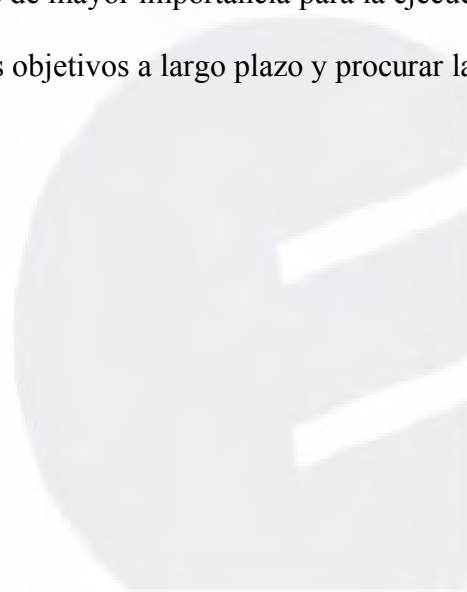 de mayor importancia para la
s objetivos a largo plazo y procurar la